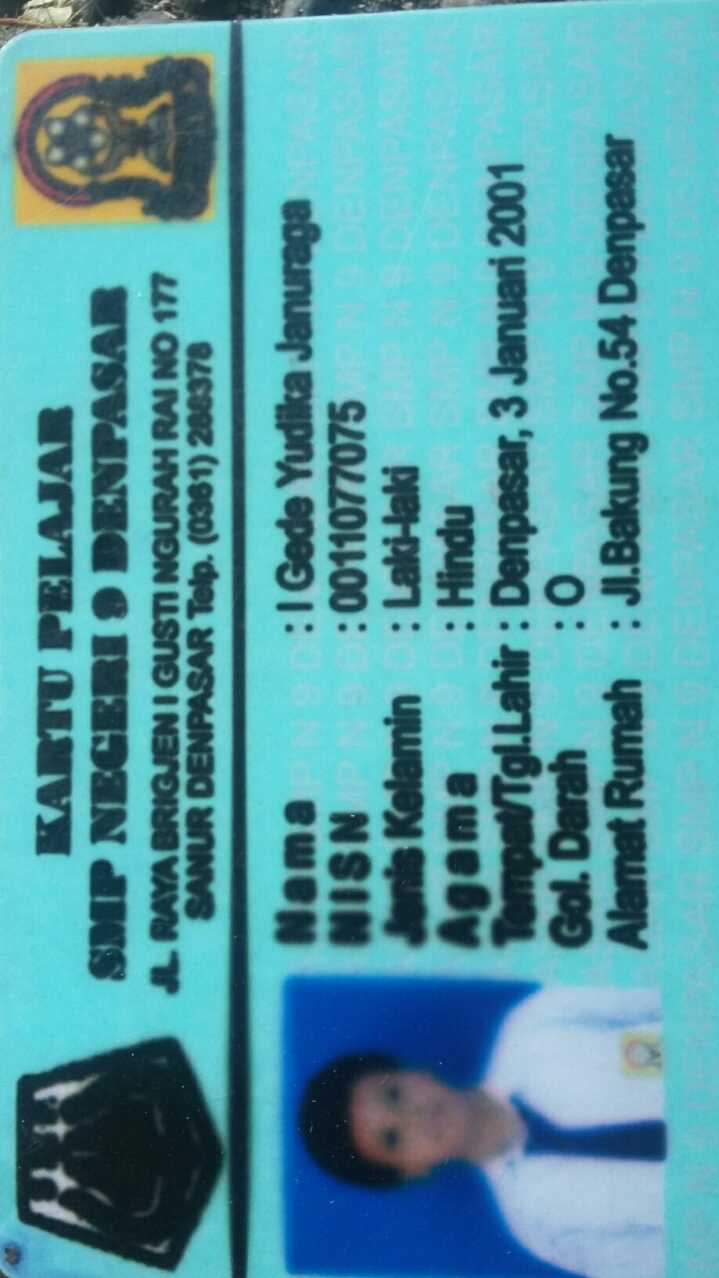 KARTU PELAJAR
SMP NEGERI 9 DENPASAR
JL. RAYA BRIGJEN I GUSTI NGURAH RAI NO 177
SANUR DENPASAR Telp. (0361) 288378
Nama : I Gede Yudika Januraga
NISN : 0011077075
Jenis Kelamin : Laki-laki
Agama : Hindu
Tempat/Tgl.Lahir : Denpasar, 3 Januari 2001
Gol. Darah : O
Alamat Rumah : Jl.Bakung No.54 Denpasar